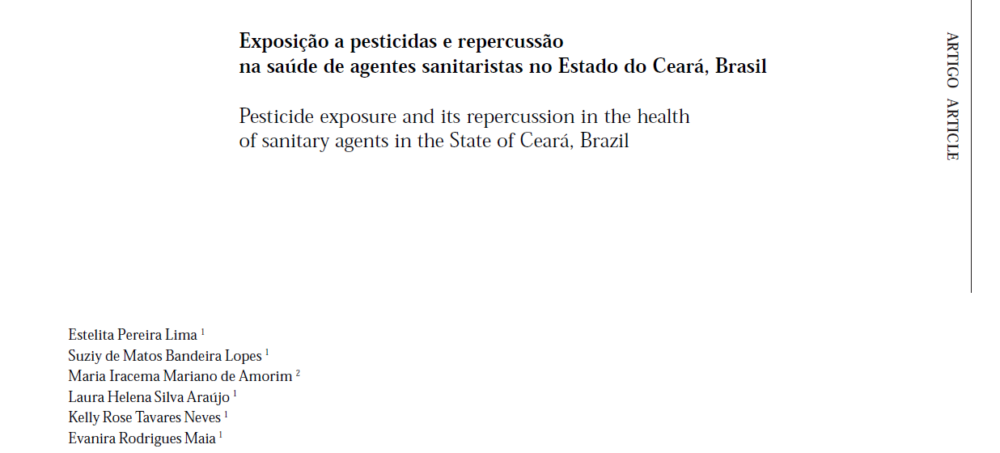 Exposição a pesticidas e repercussão
na saúde de agentes sanitaristas no Estado do Ceará, Brasil
Pesticide exposure and its repercussion in the health
of sanitary agents in the State of Ceará, Brazil
ARTIGO ARTICLE
Estelita Pereira Lima 1
Suziy de Matos Bandeira Lopes 1
Maria Iracema Mariano de Amorim 2
Laura Helena Silva Araújo 1
Kelly Rose Tavares Neves 1
Evanira Rodrigues Maia 1